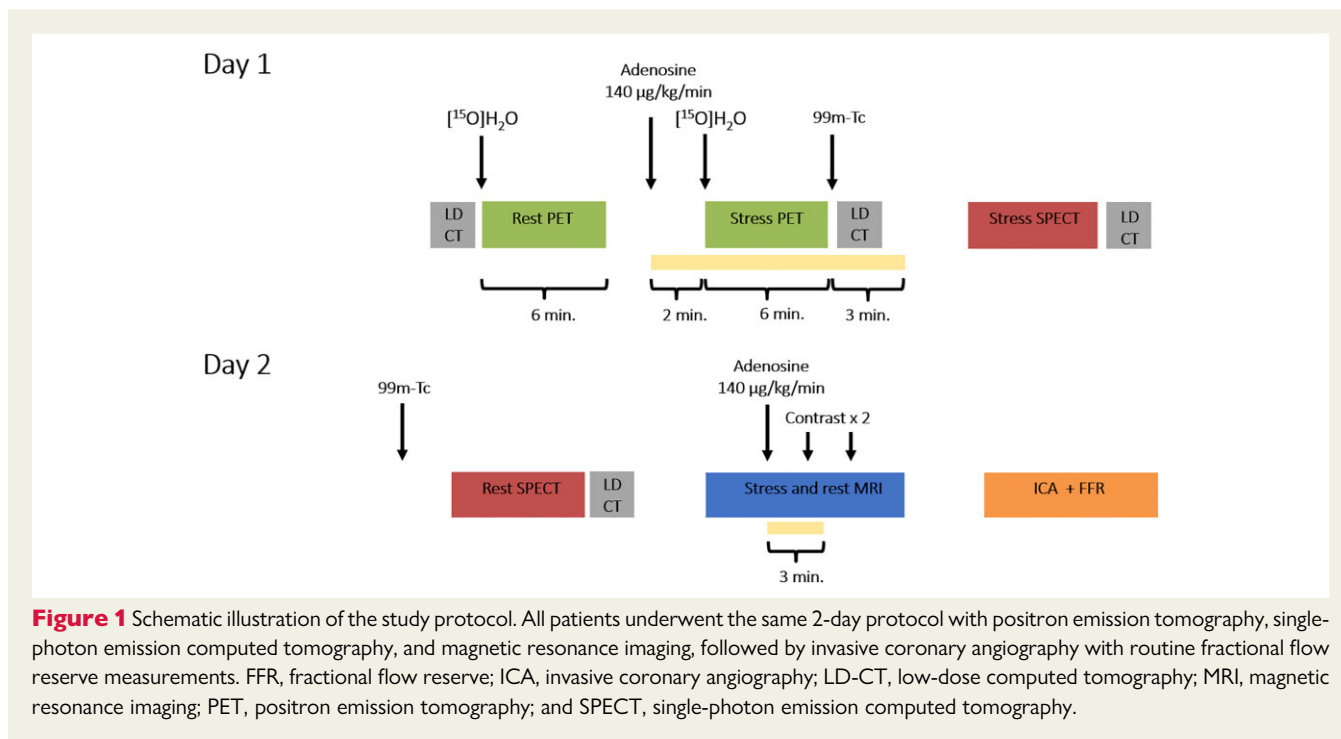 Day 1
Adenosine
140 µg/kg/min
[¹⁵O]H₂O
[¹⁵O]H₂O
99m-Tc
LD
CT
Rest PET
Stress PET
LD
CT
Stress SPECT
LD
CT
6 min.
2 min.
6 min.
3 min.
Day 2
99m-Tc
Adenosine
140 µg/kg/min
Contrast x 2
Rest SPECT
LD
CT
Stress and rest MRI
ICA + FFR
3 min.
Figure 1 Schematic illustration of the study protocol. All patients underwent the same 2-day protocol with positron emission tomography, single-
photon emission computed tomography, and magnetic resonance imaging, followed by invasive coronary angiography with routine fractional flow
reserve measurements. FFR, fractional flow reserve; ICA, invasive coronary angiography; LD-CT, low-dose computed tomography; MRI, magnetic
resonance imaging; PET, positron emission tomography; and SPECT, single-photon emission computed tomography.